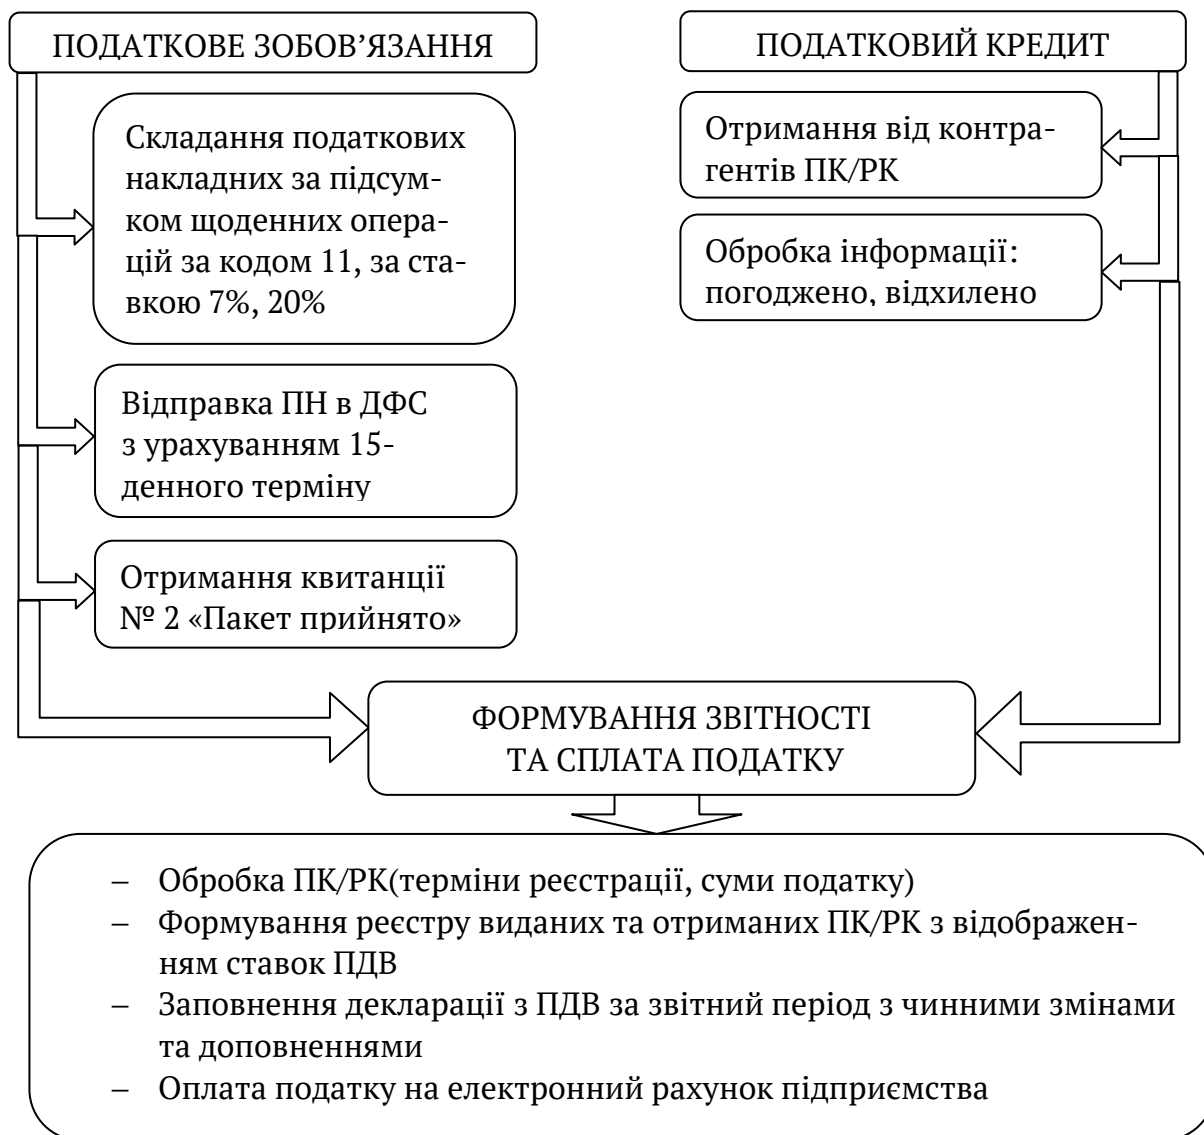 ПОДАТКОВЕ ЗОБОВ’ЯЗАННЯ
Складання податкових
накладних за підсум-
ком щоденних опера-
цій за кодом 11, за ста-
вкою 7%, 20%
Відправка ПН в ДФС
з урахуванням 15-
денного терміну
Отримання квитанції
№ 2 «Пакет прийнято»
ПОДАТКОВИЙ КРЕДИТ
Отримання від контра-
гентів ПК/РК
Обробка інформації:
погоджено, відхилено
ФОРМУВАННЯ ЗВІТНОСТІ
ТА СПЛАТА ПОДАТКУ
– Обробка ПК/РК(терміни реєстрації, суми податку)
– Формування реєстру виданих та отриманих ПК/РК з відображен-
ням ставок ПДВ
– Заповнення декларації з ПДВ за звітний період з чинними змінами
та доповненнями
– Оплата податку на електронний рахунок підприємства